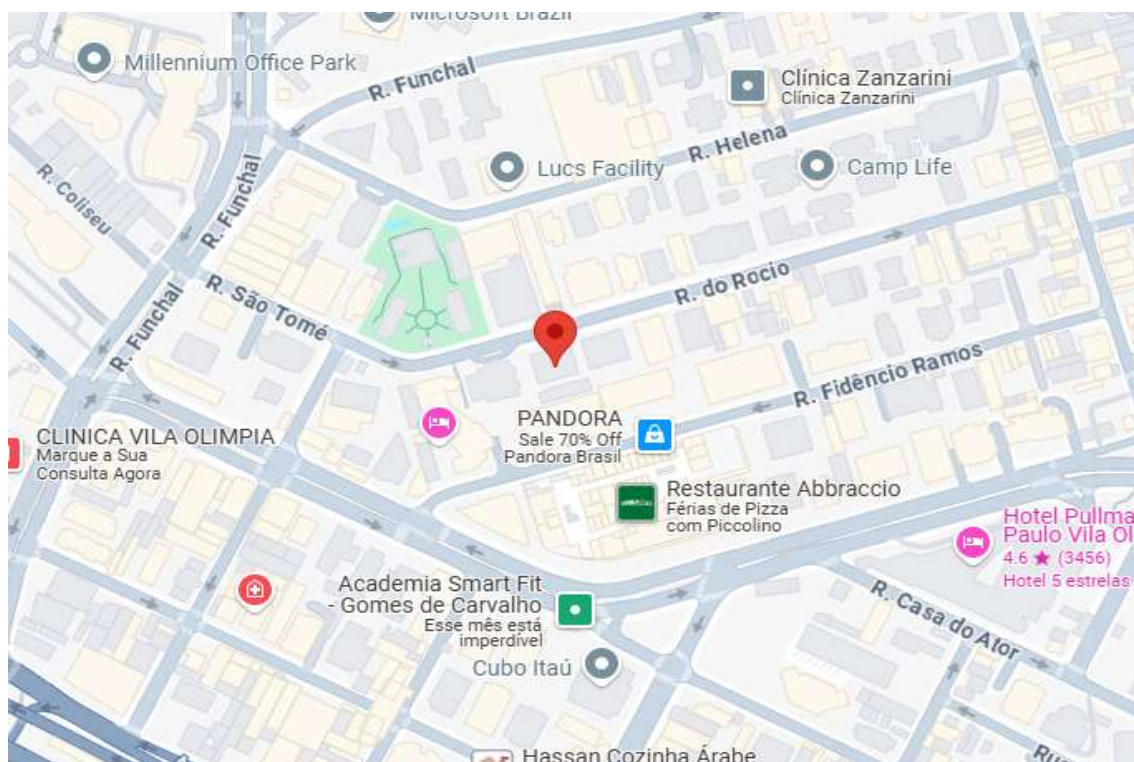 Microsoft Brazil
Millennium Office Park
R. Funchal
Clínica Zanzarini
Clínica Zanzarini
R. Helena
Lucs Facility
Camp Life
R. Coliseu
R. Funchal
R. São Tomé
R. do Rocio
R. Funchal
R. Fidêncio Ramos
PANDORA
Sale 70% Off
Pandora Brasil
CLINICA VILA OLIMPIA
Marque a Sua
Consulta Agora
Restaurante Abbraccio
Férias de Pizza
com Piccolino
Hotel Pullma
Paulo Vila Ol
4.6 ★ (3456)
Hotel 5 estrelas
Academia Smart Fit
- Gomes de Carvalho
Esse mês está
imperdível
R. Casa do Ator
Cubo Itaú
Hassan Cozinha Árabe
Rua